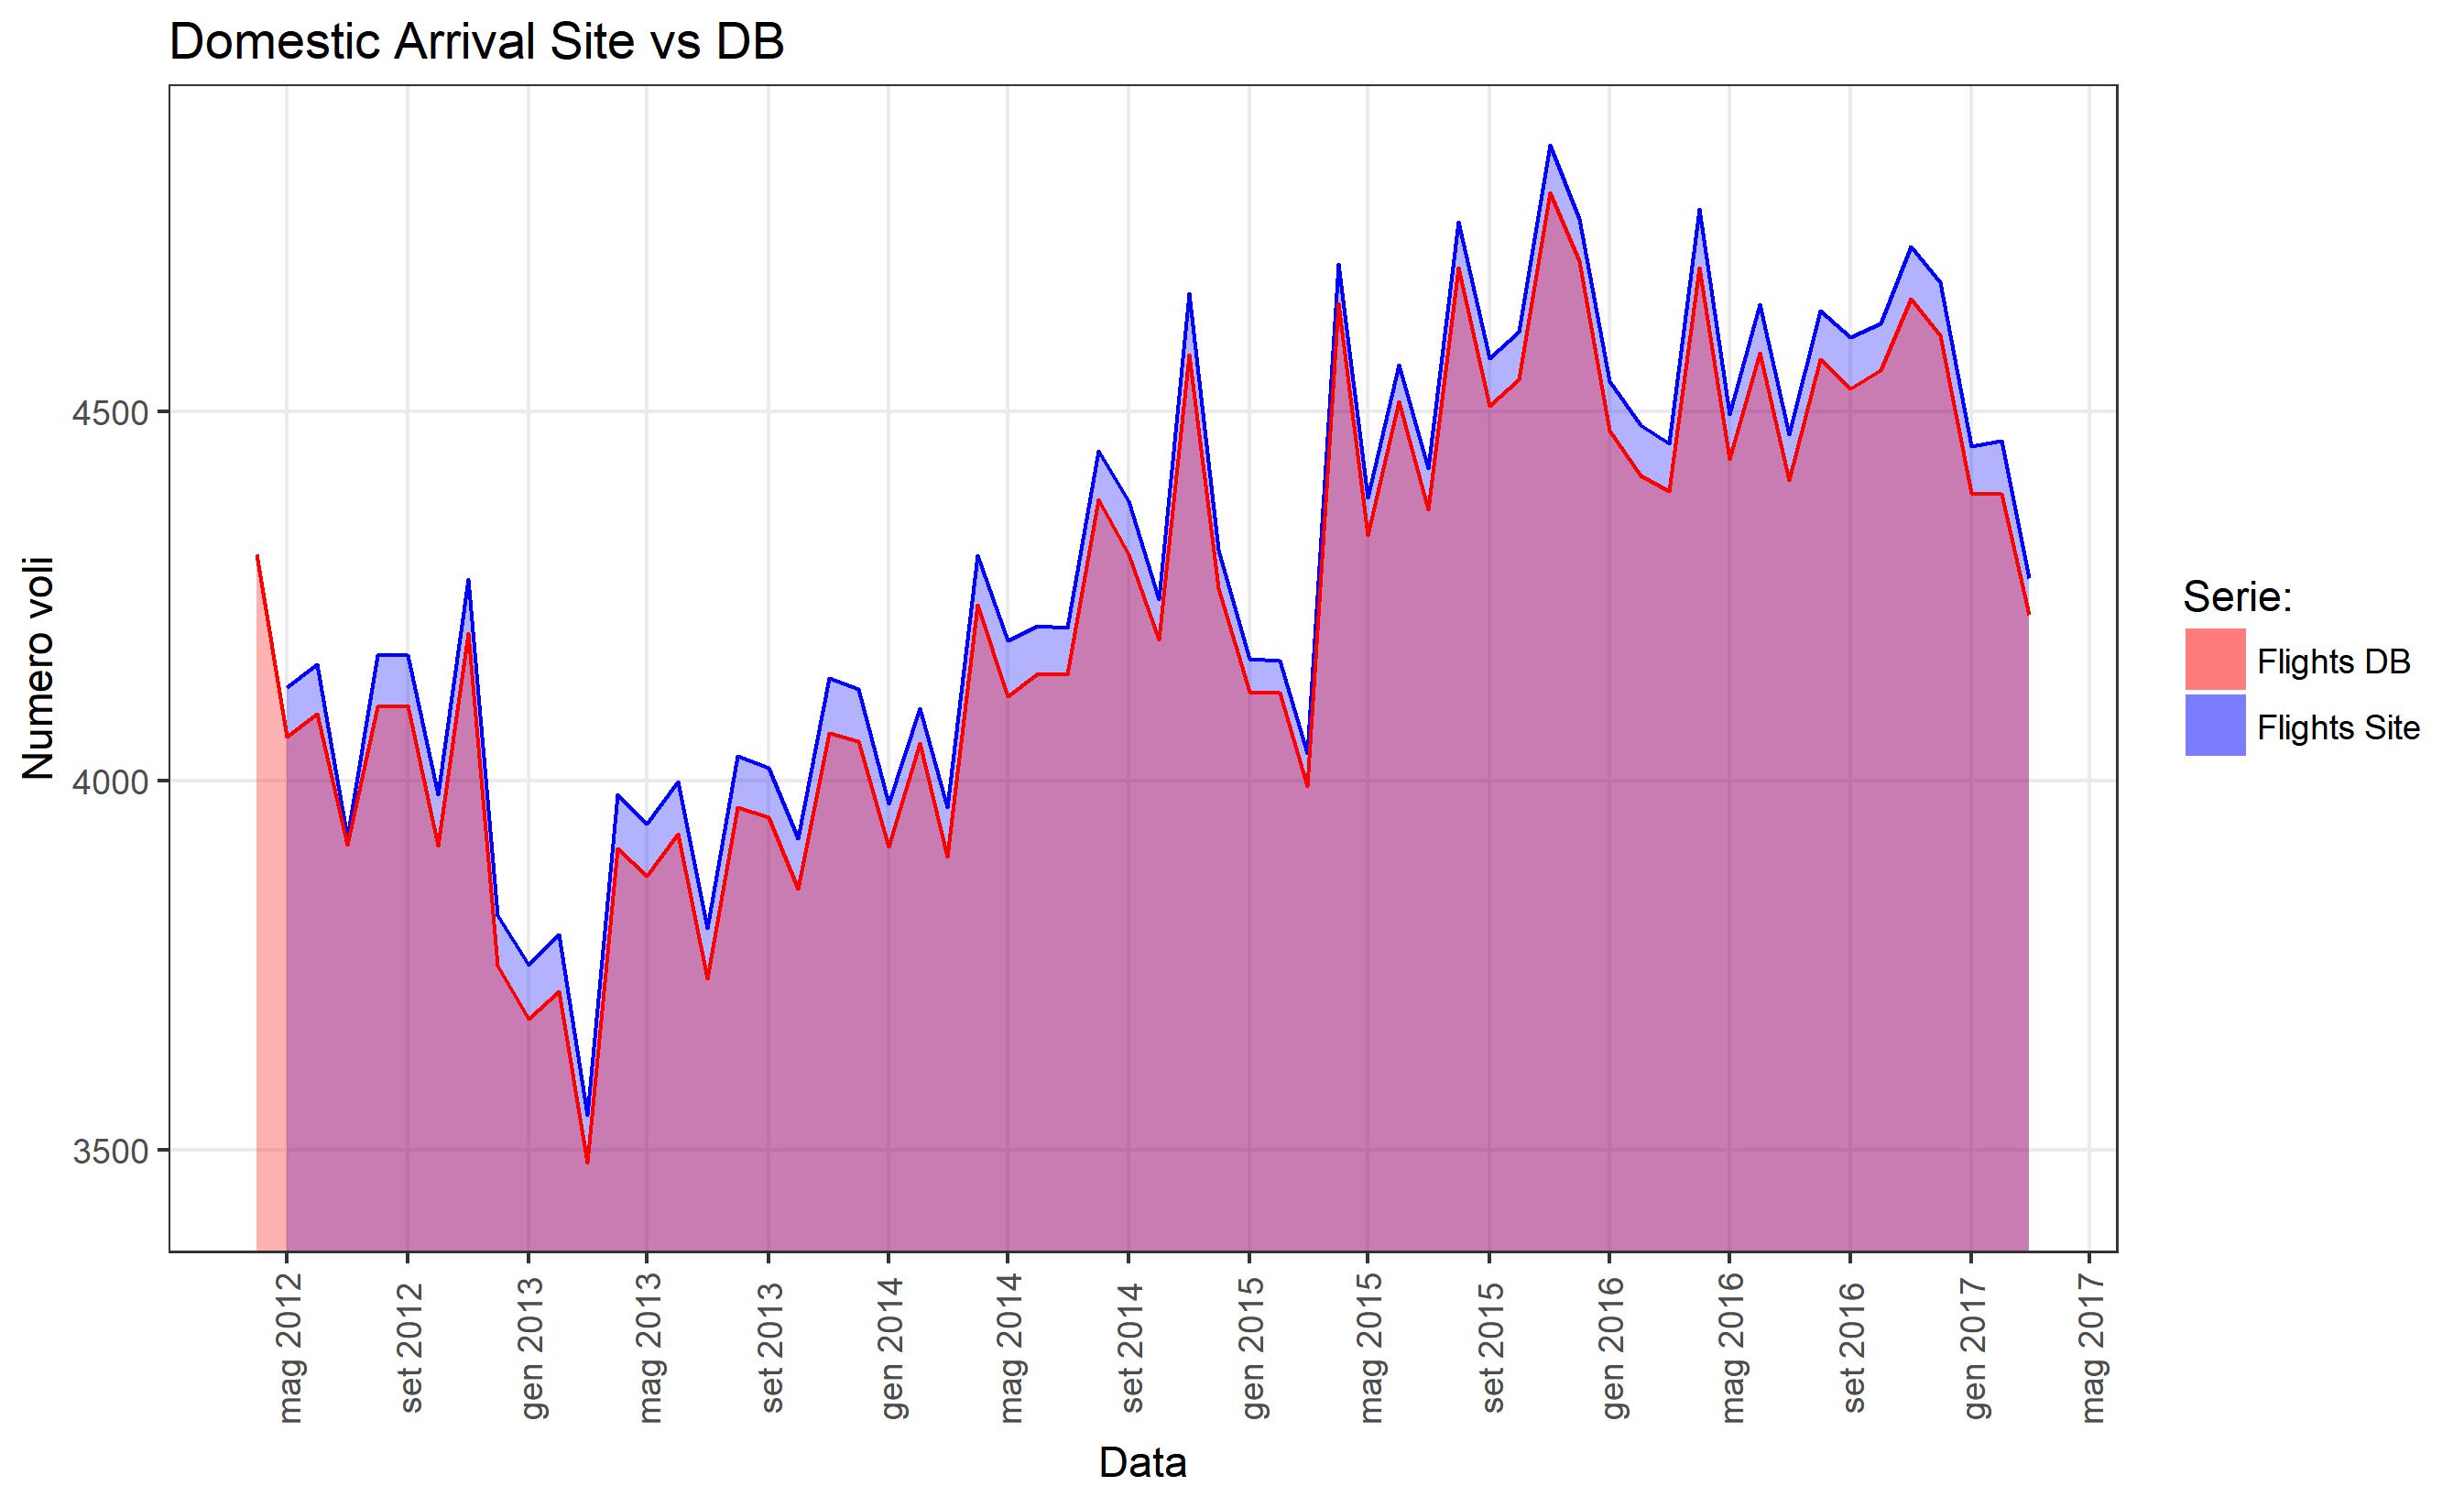 Domestic Arrival Site vs DB
Numero voli
4500
4000
3500
mag 2012
set 2012
gen 2013
mag 2013
set 2013
gen 2014
mag 2014
set 2014
gen 2015
mag 2015
set 2015
gen 2016
mag 2016
set 2016
gen 2017
mag 2017
Data
Serie:
Flights DB
Flights Site